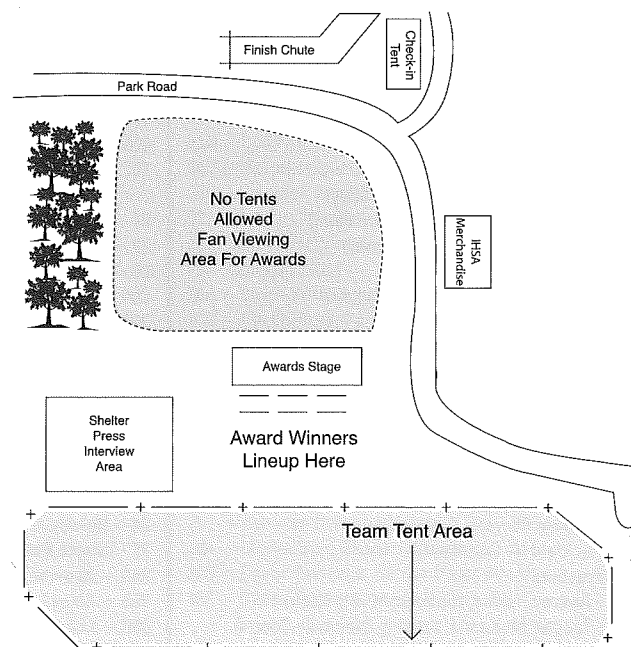 Finish Chute
Check-in
Tent
Park Road
No Tents
Allowed
Fan Viewing
Area For Awards
IHSA
Merchandise
Awards Stage
Shelter
Press
Interview
Area
Award Winners
Lineup Here
Team Tent Area